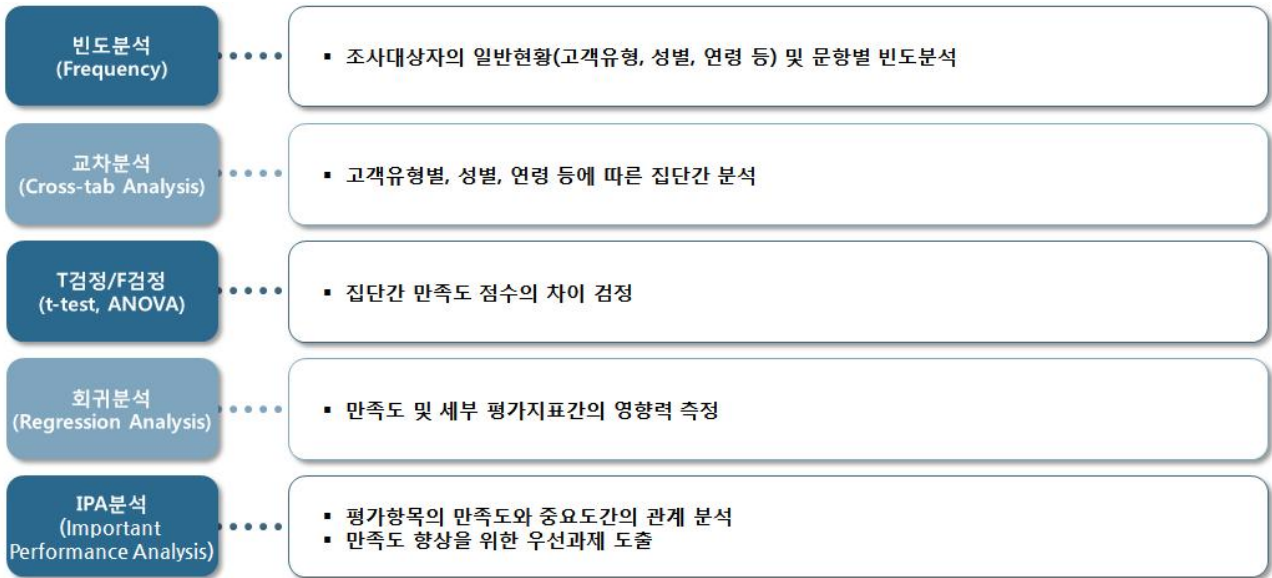 빈도분석
(Frequency)
▪ 조사대상자의 일반현황(고객유형, 성별, 연령 등) 및 문항별 빈도분석
교차분석
(Cross-tab Analysis)
▪ 고객유형별, 성별, 연령 등에 따른 집단간 분석
T검정/F검정
(t-test, ANOVA)
▪ 집단간 만족도 점수의 차이 검정
회귀분석
(Regression Analysis)
▪ 만족도 및 세부 평가지표간의 영향력 측정
IPA분석
(Important
Performance Analysis)
▪ 평가항목의 만족도와 중요도간의 관계 분석
▪ 만족도 향상을 위한 우선과제 도출